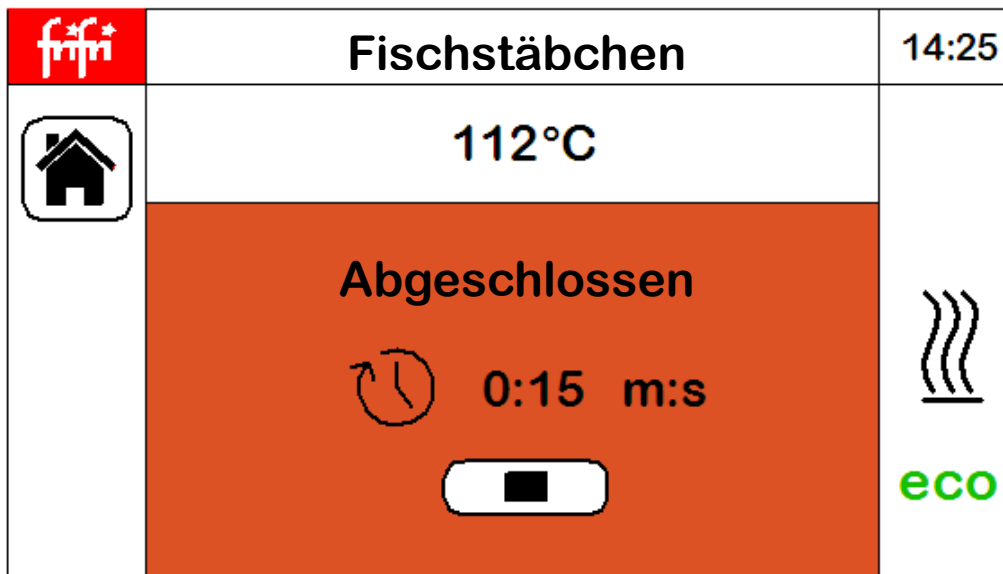 frifri
Fischstäbchen
14:25
112°C
Abgeschlossen
0:15 m:s
eco